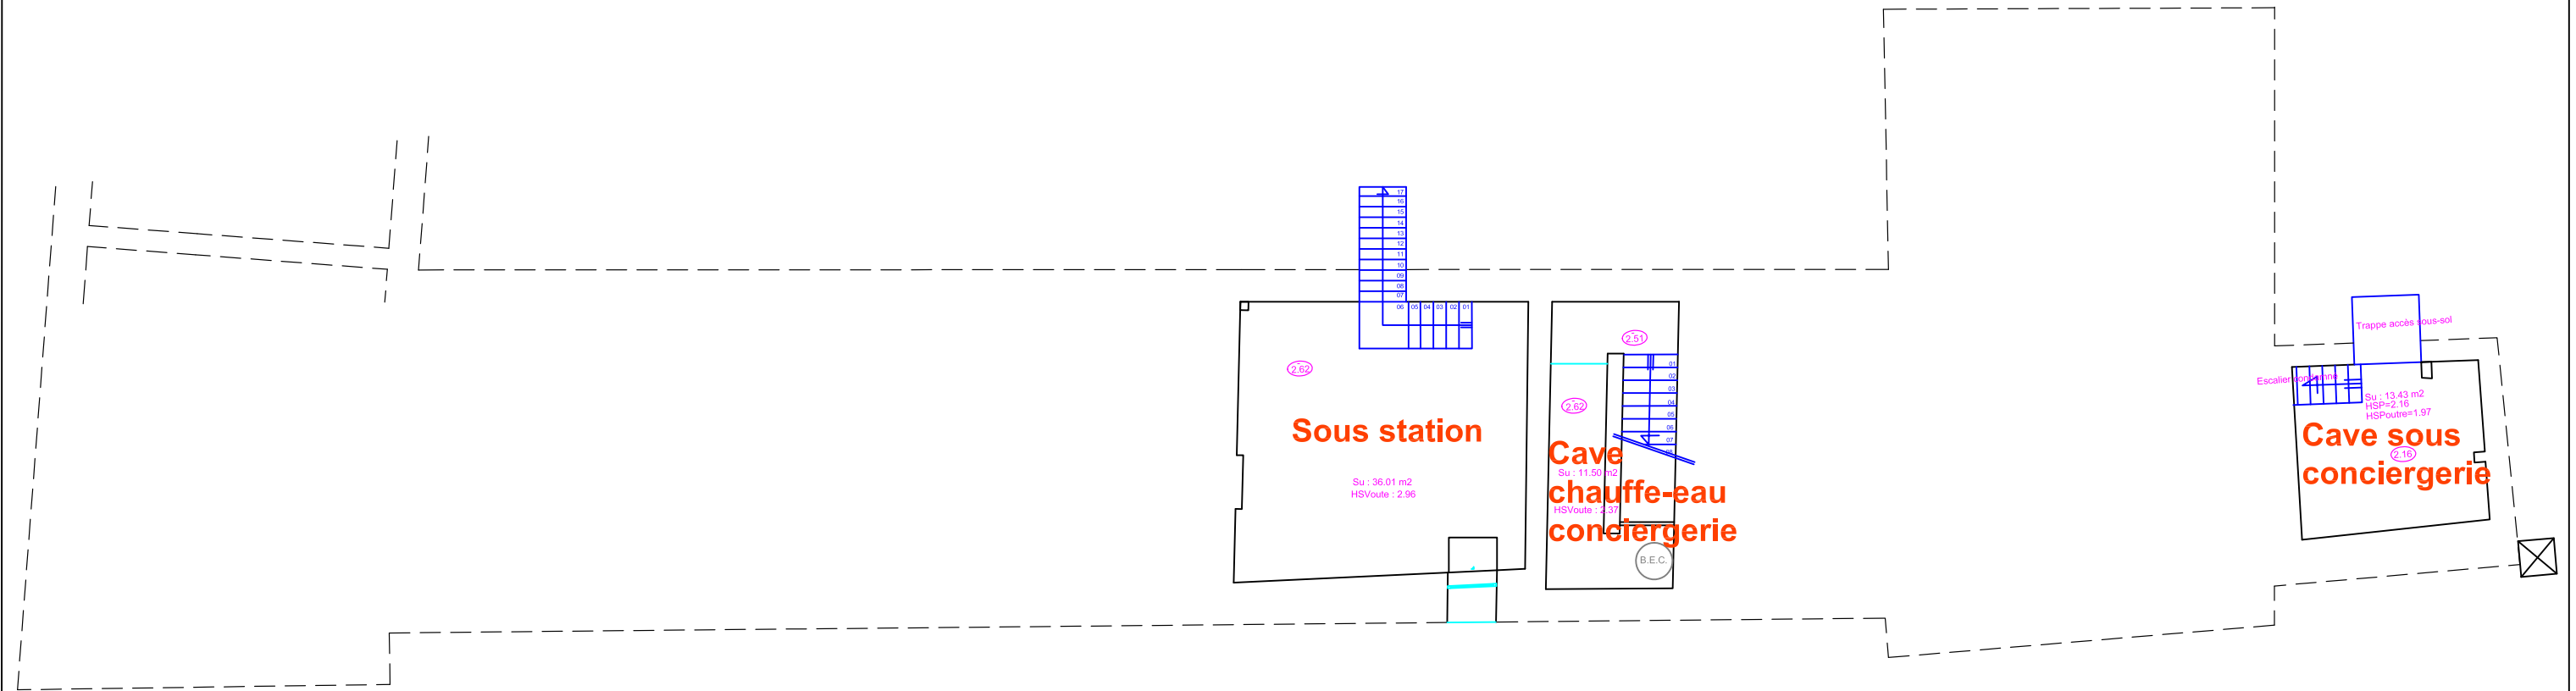 17
16
15
14
13
12
11
10
09
08
07
06 05 04 03 02 01
2.62
Sous station
Su : 36.01 m2
HSVoute : 2.96
2.51
01
02
03
04
05
06
07
08
2.62
Cave
Su : 11.50 m2
chauffe-eau
HSVoute : 2.37
conciergerie
B.E.C.
Trappe accès sous-sol
Escalier condamné
Su : 13.43 m2
HSP=2.16
HSPoutre=1.97
Cave sous
2.16
conciergerie